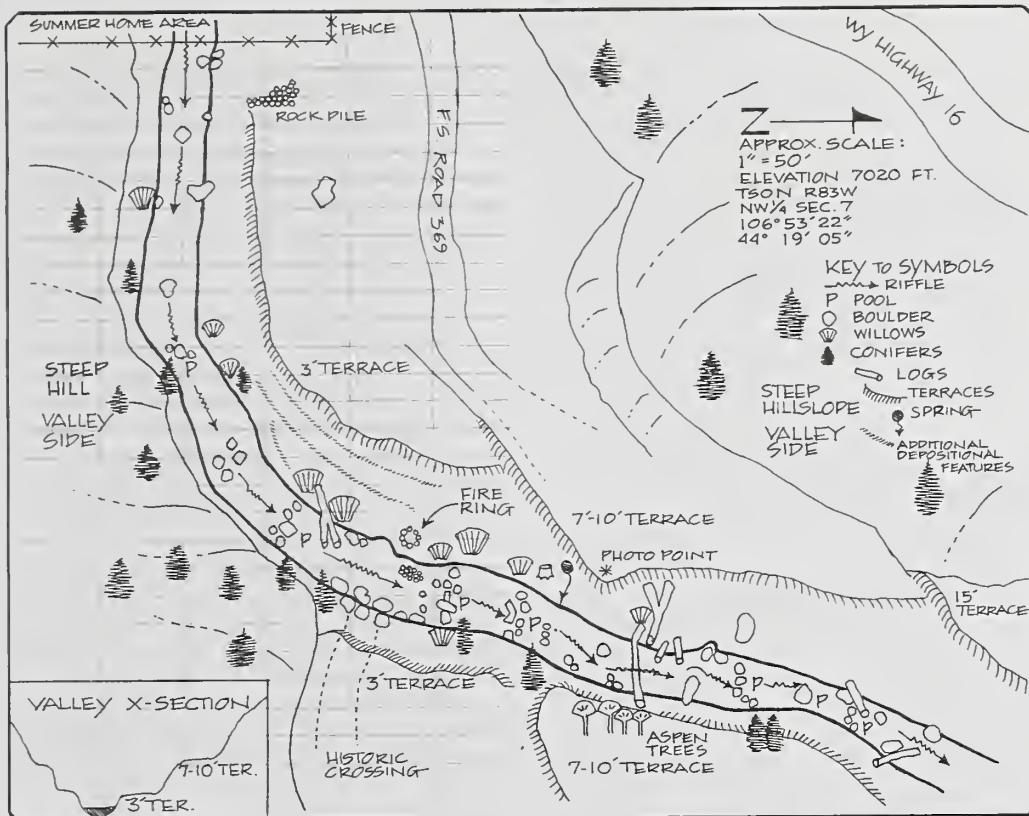 SUMMER HOME AREA
FENCE
ROCK PILE
F.S. ROAD 369
WY HIGHWAY 16
N
APPROX. SCALE:
1" = 50'
ELEVATION 7020 FT.
T50N R83W
NW¼ SEC. 7
106° 53' 22"
44° 19' 05"
KEY TO SYMBOLS
RIFFLE
P POOL
BOULDER
WILLOWS
CONIFERS
LOGS
TERRACES
SPRING
ADDITIONAL
DEPOSITIONAL
FEATURES
STEEP
HILLSLOPE
VALLEY
SIDE
STEEP
HILL
VALLEY
SIDE
3' TERRACE
P
FIRE
RING
7'-10' TERRACE
PHOTO POINT
15'
TERRACE
P
P
P
P
P
P
3' TERRACE
HISTORIC
CROSSING
ASPEN
TREES
7-10' TERRACE
VALLEY X-SECTION
7-10' TER.
3' TER.